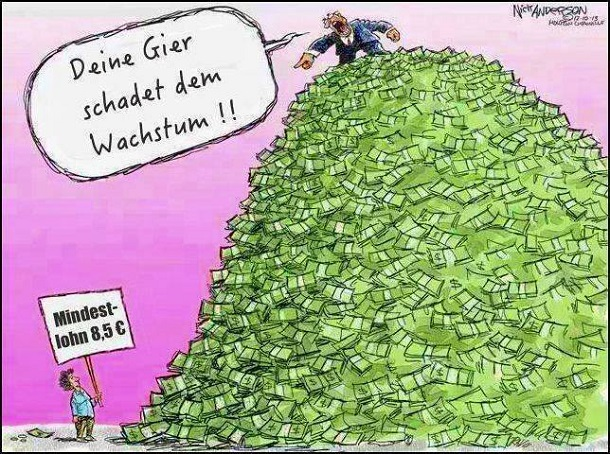 Nick ANDERSON
Deine Gier
schadet dem
Wachstum !!
Mindest-
lohn 8,5 €